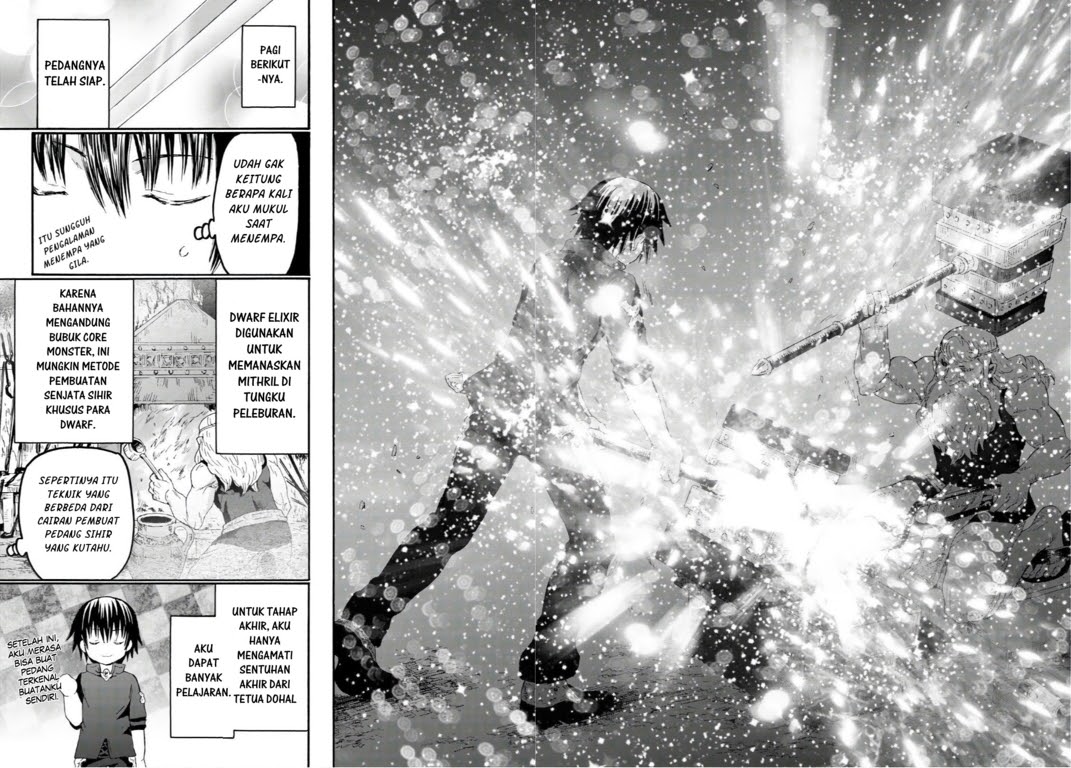 PAGI
BERIKUT
-NYA.
PEDANGNYA
TELAH SIAP.
UDAH GAK
KEITUNG
BERAPA KALI
AKU MUKUL
SAAT
MENEMPA.
ITU SUNGGUH
PENGALAMAN
MENEMPA YANG
GILA.
DWARF ELIXIR
DIGUNAKAN
UNTUK
MEMANASKAN
MITHRIL DI
TUNGKU
PELEBURAN.
KARENA
BAHANNYA
MENGANDUNG
BUBUK CORE
MONSTER, INI
MUNGKIN METODE
PEMBUATAN
SENJATA SIHIR
KHUSUS PARA
DWARF.
SEPERTINYA ITU
TEKNIK YANG
BERBEDA DARI
CAIRAN PEMBUAT
PEDANG SIHIR
YANG KUTAHU.
UNTUK TAHAP
AKHIR, AKU
HANYA
MENGAMATI
SENTUHAN
AKHIR DARI
TETUA DOHAL
AKU
DAPAT
BANYAK
PELAJARAN.
SETELAH INI,
AKU MERASA
BISA BUAT
PEDANG
TERKENAL
BUATANKU
SENDIRI.